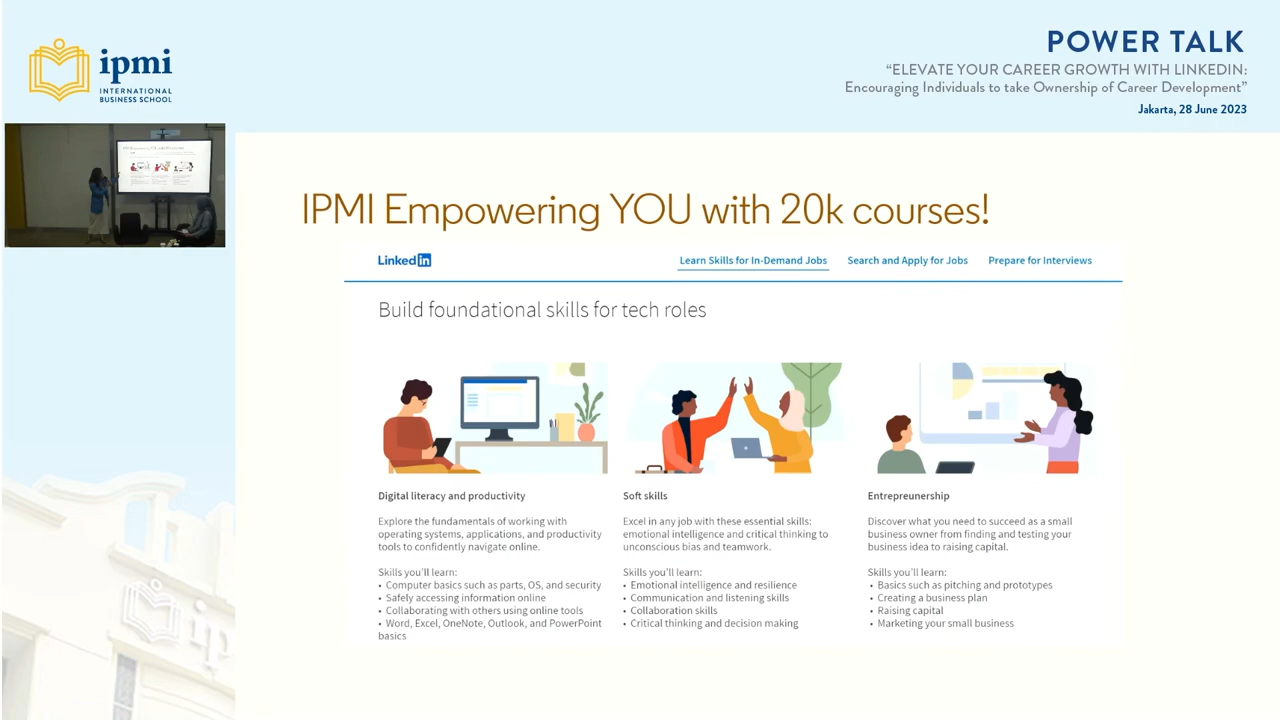 ipmi
INTERNATIONAL
BUSINESS SCHOOL
POWER TALK
“ELEVATE YOUR CAREER GROWTH WITH LINKEDIN:
Encouraging Individuals to take Ownership of Career Development”
Jakarta, 28 June 2023
IPMI Empowering YOU with 20k courses!
Linked in
Learn Skills for In-Demand Jobs
Search and Apply for Jobs
Prepare for Interviews
Build foundational skills for tech roles
Digital literacy and productivity
Explore the fundamentals of working with
operating systems, applications, and productivity
tools to confidently navigate online.
Skills you'll learn:
• Computer basics such as parts, OS, and security
• Safely accessing information online
• Collaborating with others using online tools
• Word, Excel, OneNote, Outlook, and PowerPoint
basics
Soft skills
Excel in any job with these essential skills:
emotional intelligence and critical thinking to
unconscious bias and teamwork.
Skills you'll learn:
• Emotional intelligence and resilience
• Communication and listening skills
• Collaboration skills
• Critical thinking and decision making
Entrepreunership
Discover what you need to succeed as a small
business owner from finding and testing your
business idea to raising capital.
Skills you'll learn:
• Basics such as pitching and prototypes
• Creating a business plan
• Raising capital
• Marketing your small business